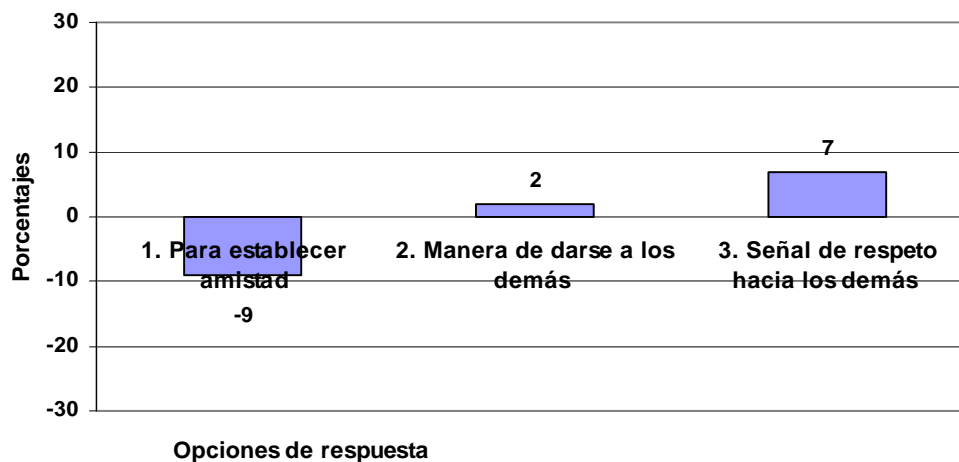 30
20
10
0
-10
-20
-30
Porcentajes
-9
2
7
1. Para establecer
amistad
2. Manera de darse a los
demás
3. Señal de respeto
hacia los demás
Opciones de respuesta